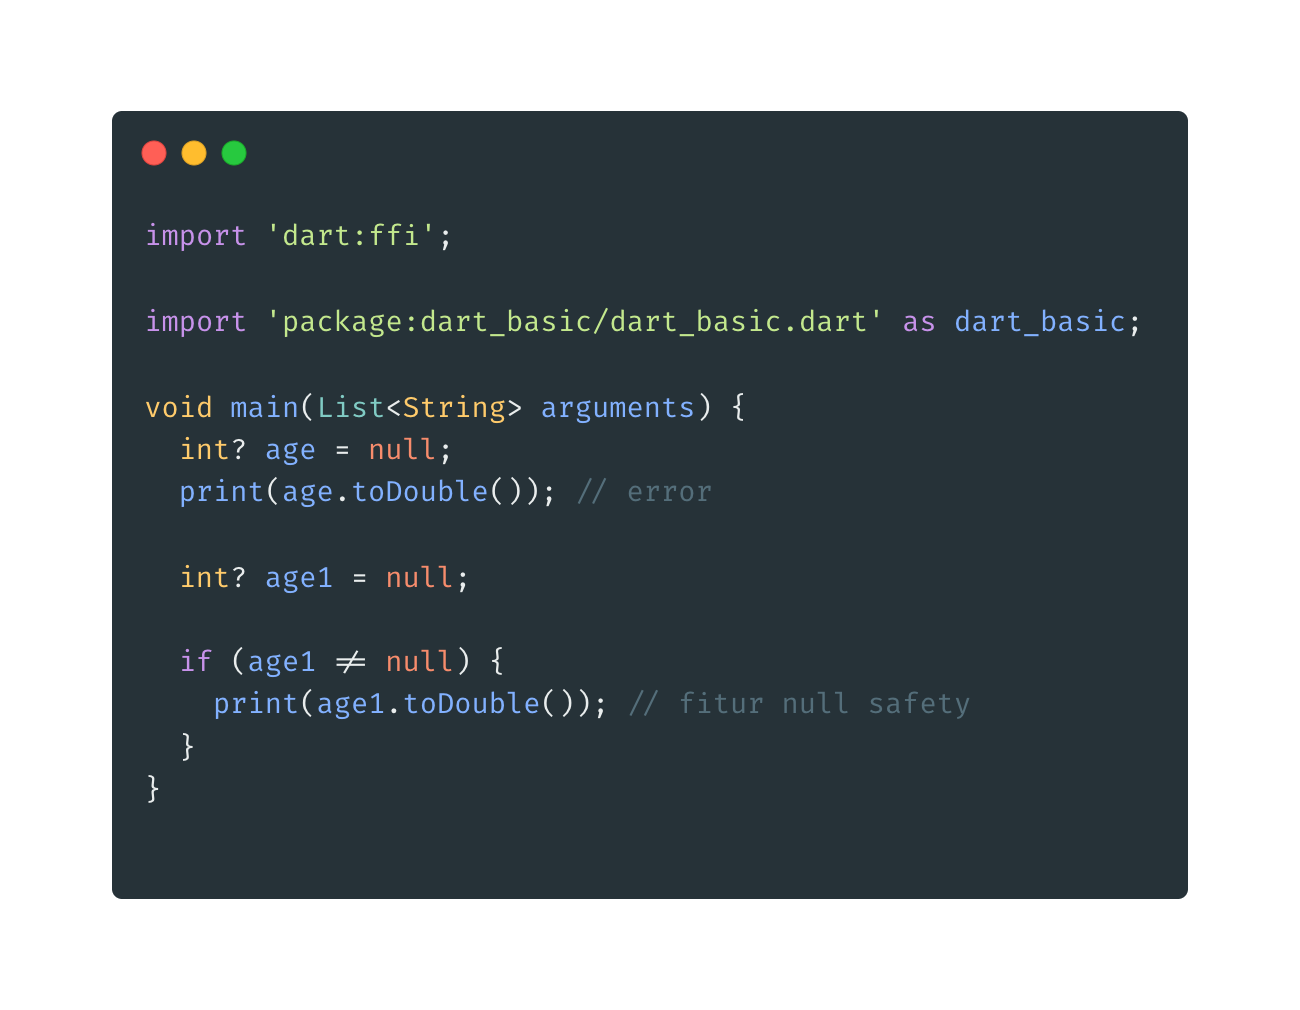 import 'dart:ffi';
import 'package:dart_basic/dart_basic.dart' as dart_basic;
void main(List<String> arguments) {
  int? age = null;
  print(age.toDouble()); // error
  int? age1 = null;
  if (age1 != null) {
    print(age1.toDouble()); // fitur null safety
  }
}